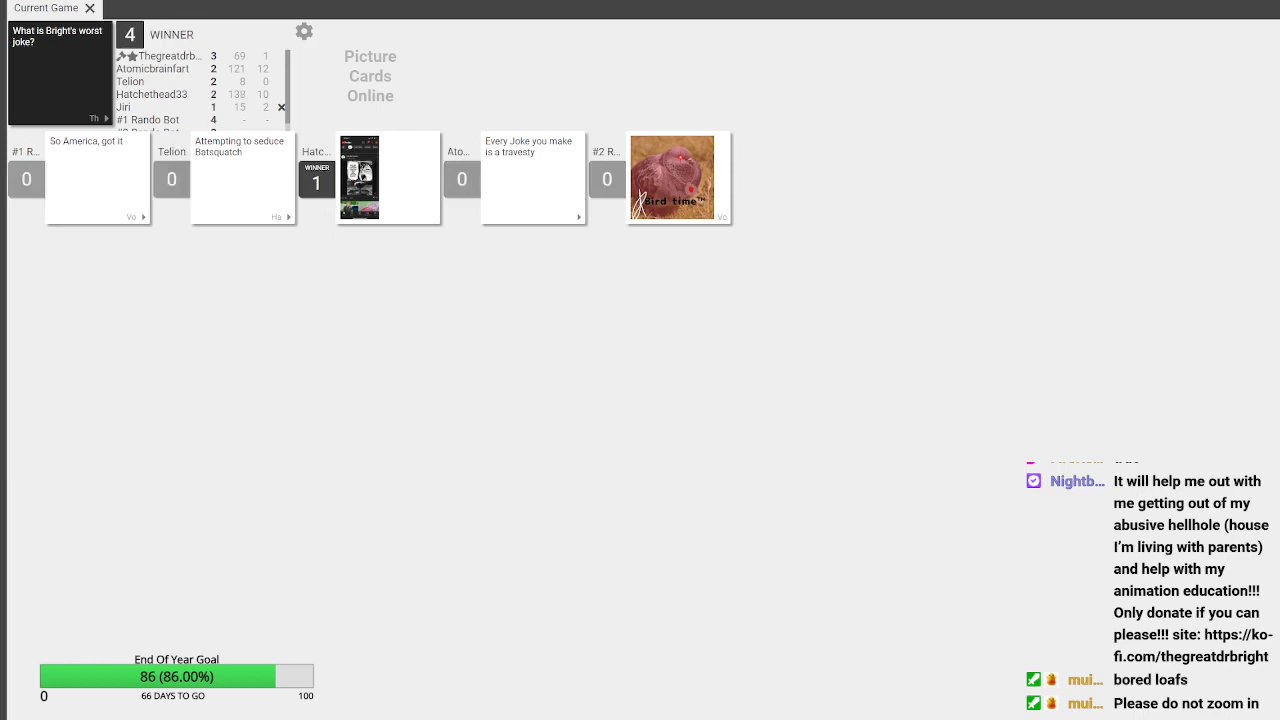 Current Game
What is Bright's worst
joke?
Th
4 WINNER
Thegreatdrb... 3 69 1
Atomicbrainfart 2 121 12
Telion 2 8 0
Hatchethead33 2 138 10
Jiri 1 15 2
#1 Rando Bot 4 - -
Picture
Cards
Online
#1 R...
0
So America, got it
Vo
Telion
0
Attempting to seduce
Batsquatch
Ha
Hatc...
WINNER
1
Ato...
0
Every Joke you make
is a travesty
#2 R...
0
Bird time™
Vo
Nightb... It will help me out with
me getting out of my
abusive hellhole (house
I'm living with parents)
and help with my
animation education!!!
Only donate if you can
please!!! site: https://ko-
fi.com/thegreatdrbright
mui... bored loafs
mui... Please do not zoom in
End Of Year Goal
86 (86.00%)
0 66 DAYS TO GO 100